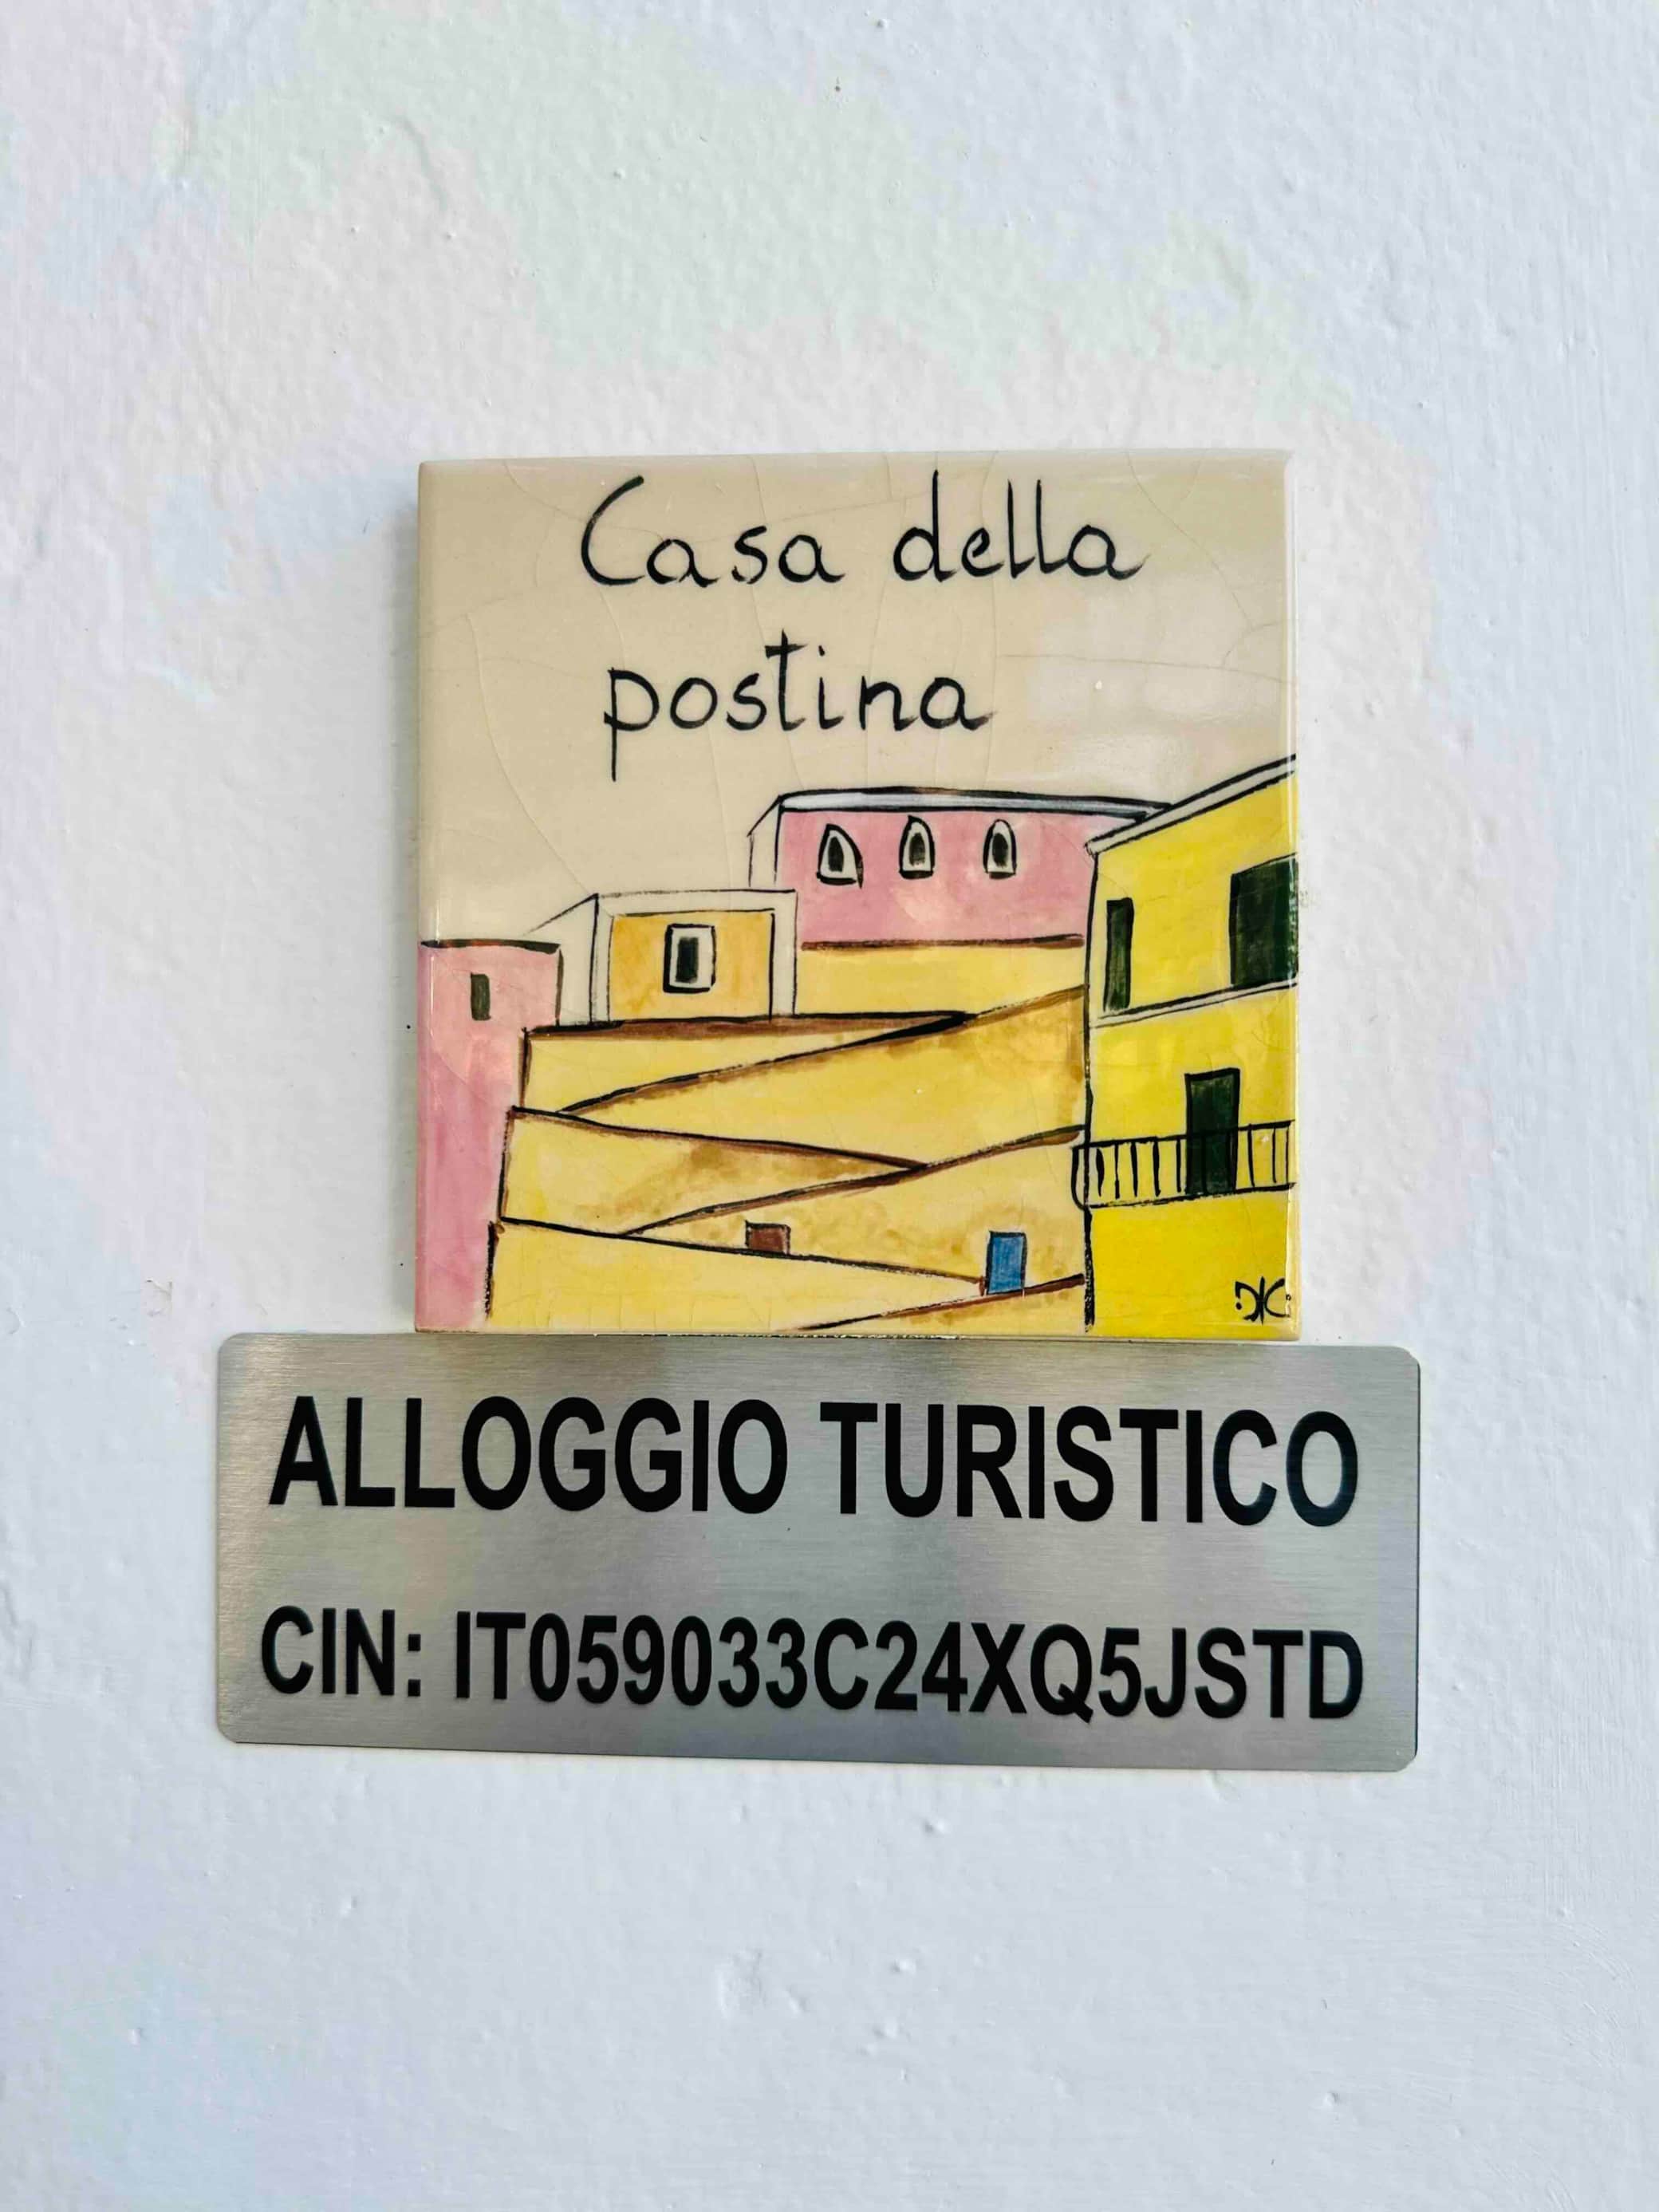 Casa della
postina
ALLOGGIO TURISTICO
CIN: IT059033C24XQ5JSTD